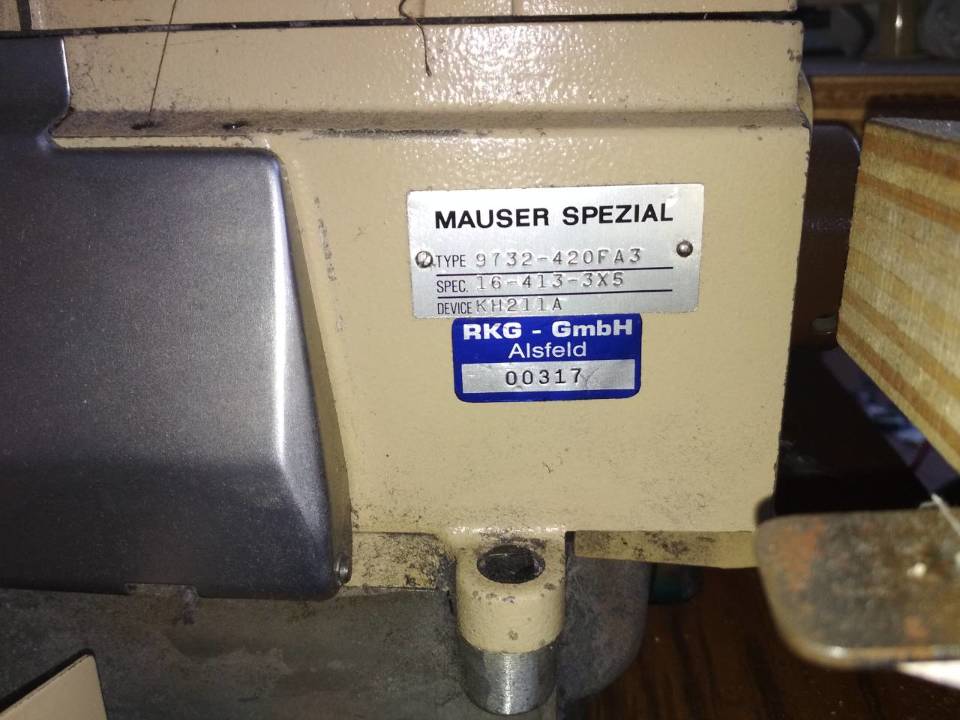 MAUSER SPEZIAL
TYPE 9732-420FA3
SPEC. 16-413-3X5
DEVICE KH211A
RKG - GmbH
Alsfeld
00317